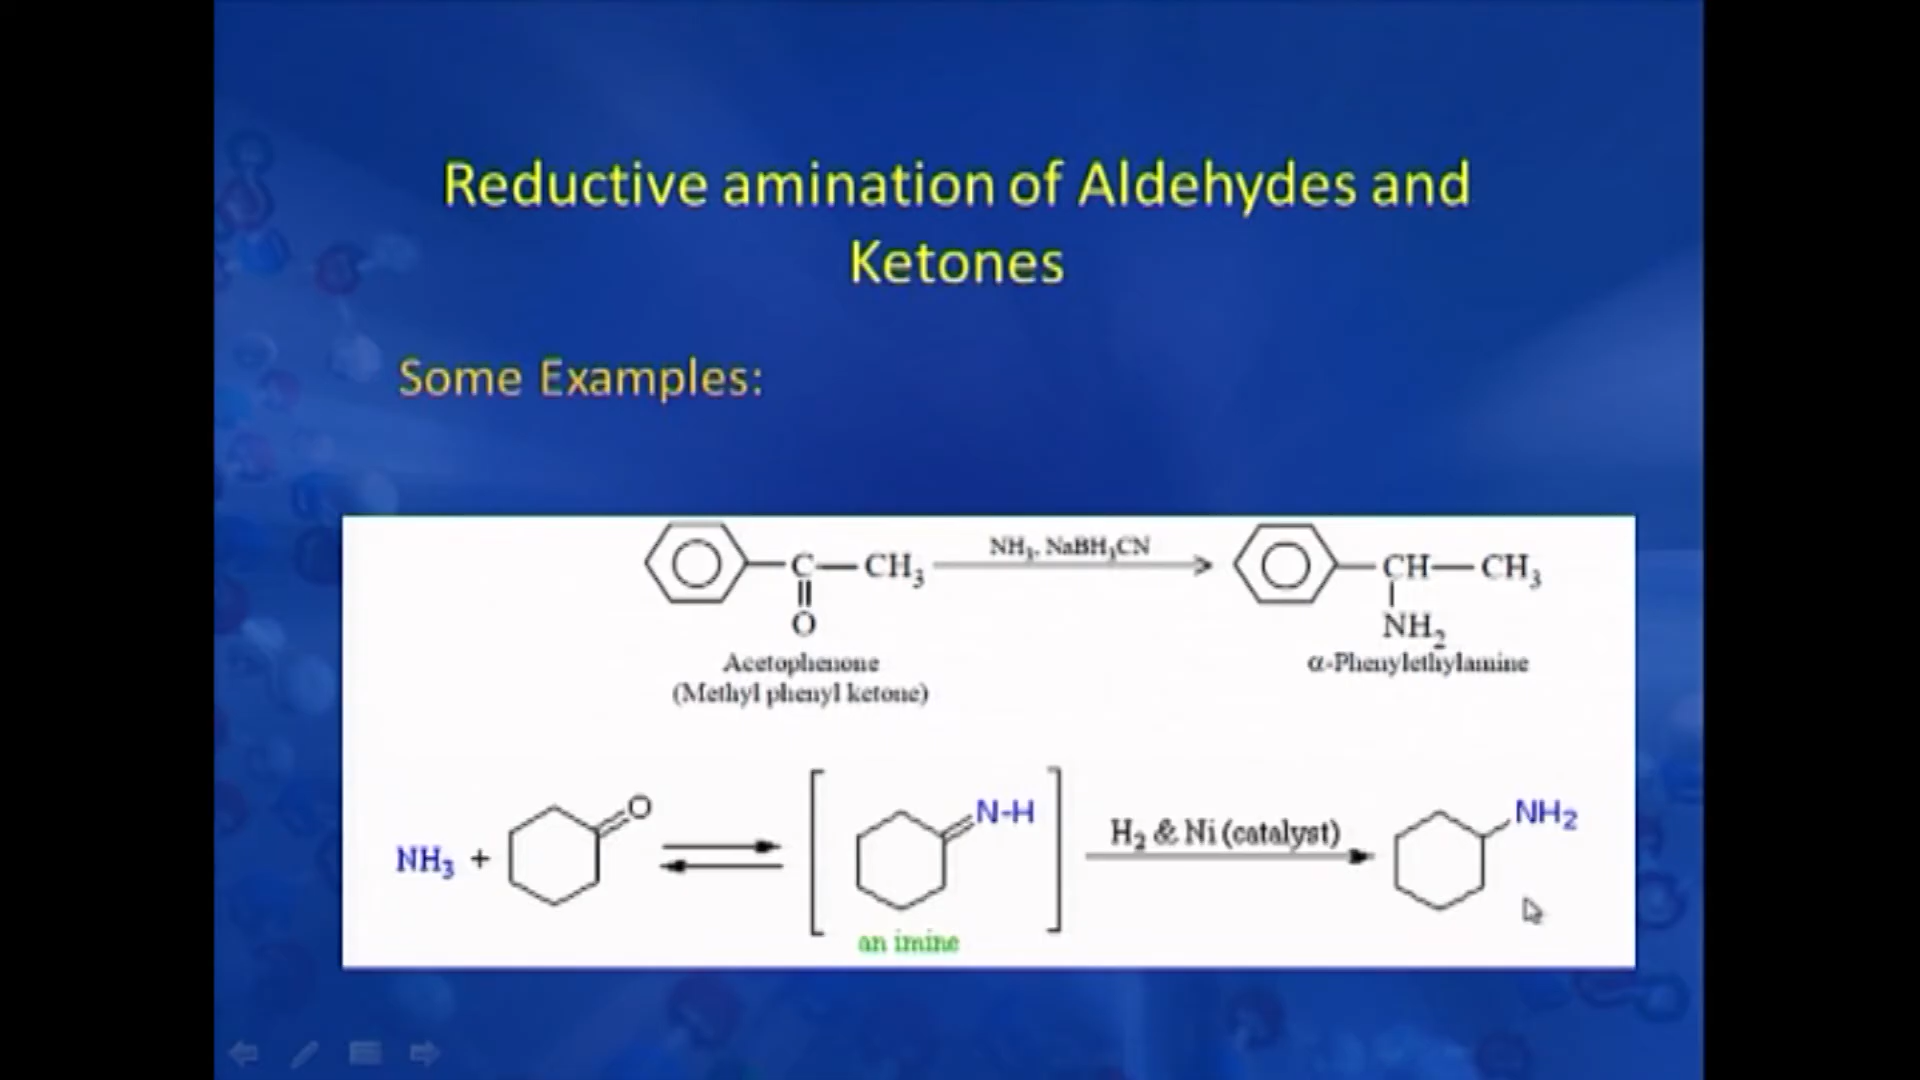 Reductive amination of Aldehydes and
Ketones
Some Examples:
NH3, NaBH3CN
C—CH3
O
CH—CH3
NH2
Acetophenone
(Methyl phenyl ketone)
α-Phenylethylamine
NH3 +
O
N-H
H2 & Ni (catalyst)
NH2
an imine